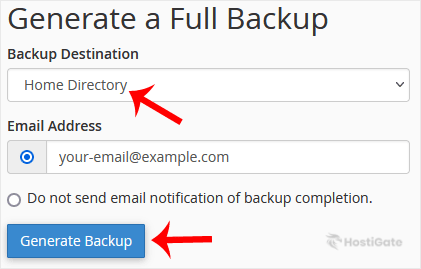 Generate a Full Backup
Backup Destination
Home Directory
Email Address
your-email@example.com
Do not send email notification of backup completion.
Generate Backup
HostiGate